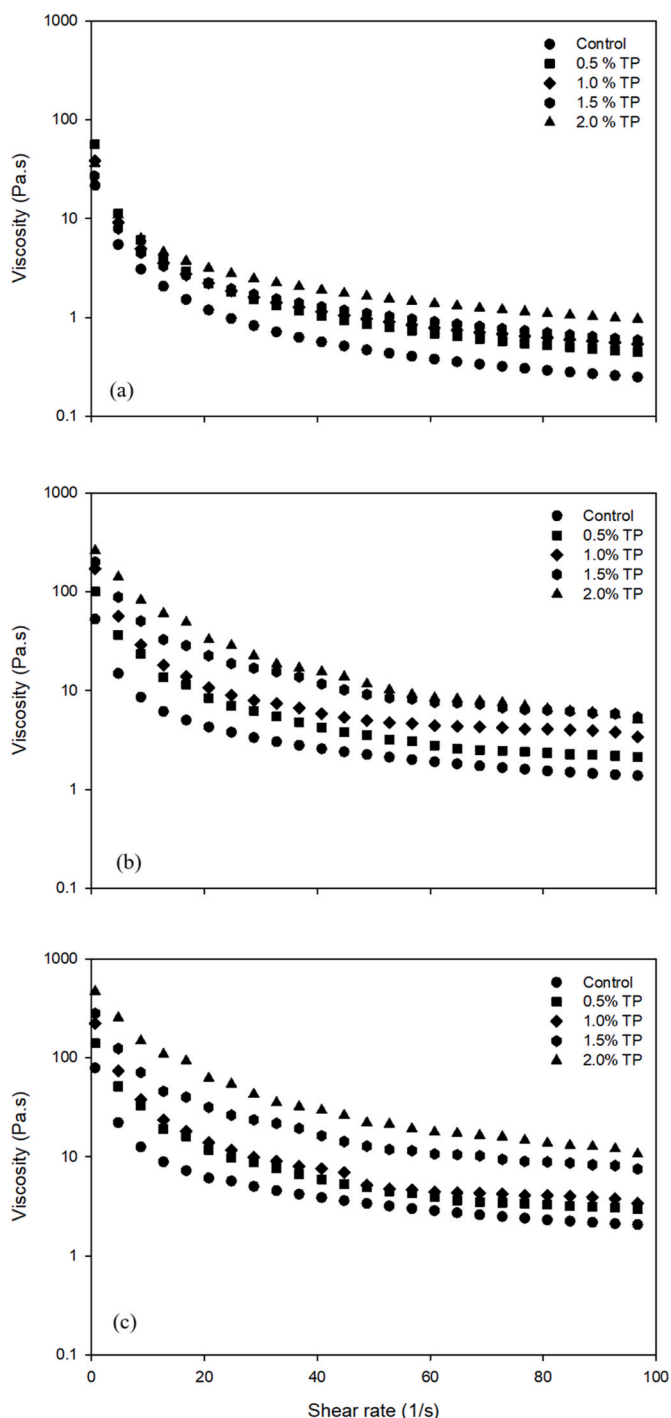 1000
100
10
1
0.1
Viscosity (Pa.s)
Control
0.5 % TP
1.0 % TP
1.5 % TP
2.0 % TP
(a)
1000
100
10
1
0.1
Viscosity (Pa.s)
Control
0.5% TP
1.0% TP
1.5% TP
2.0% TP
(b)
1000
100
10
1
0.1
Viscosity (Pa.s)
Control
0.5% TP
1.0% TP
1.5% TP
2.0% TP
(c)
0 20 40 60 80 100
Shear rate (1/s)